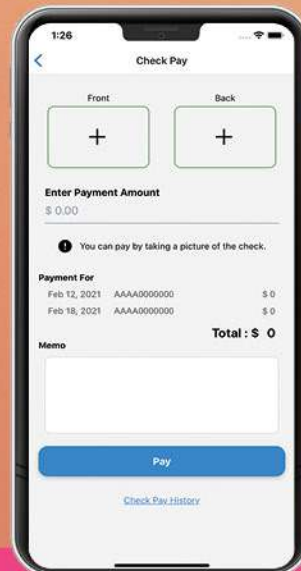 1:26
Check Pay
Front Back
+ +
Enter Payment Amount
$ 0.00
! You can pay by taking a picture of the check.
Payment For
Feb 12, 2021 AAAA0000000 $ 0
Feb 18, 2021 AAAA0000000 $ 0
Total : $ 0
Memo
Pay
Check Pay History